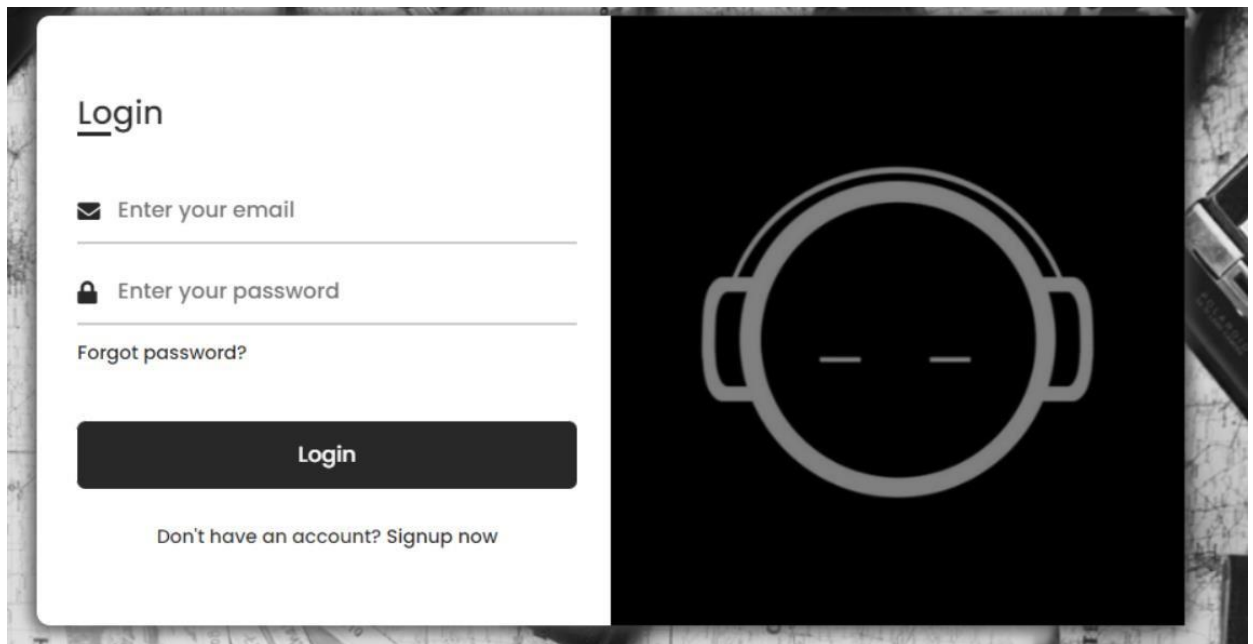 Login
Enter your email
Enter your password
Forgot password?
Login
Don't have an account? Signup now